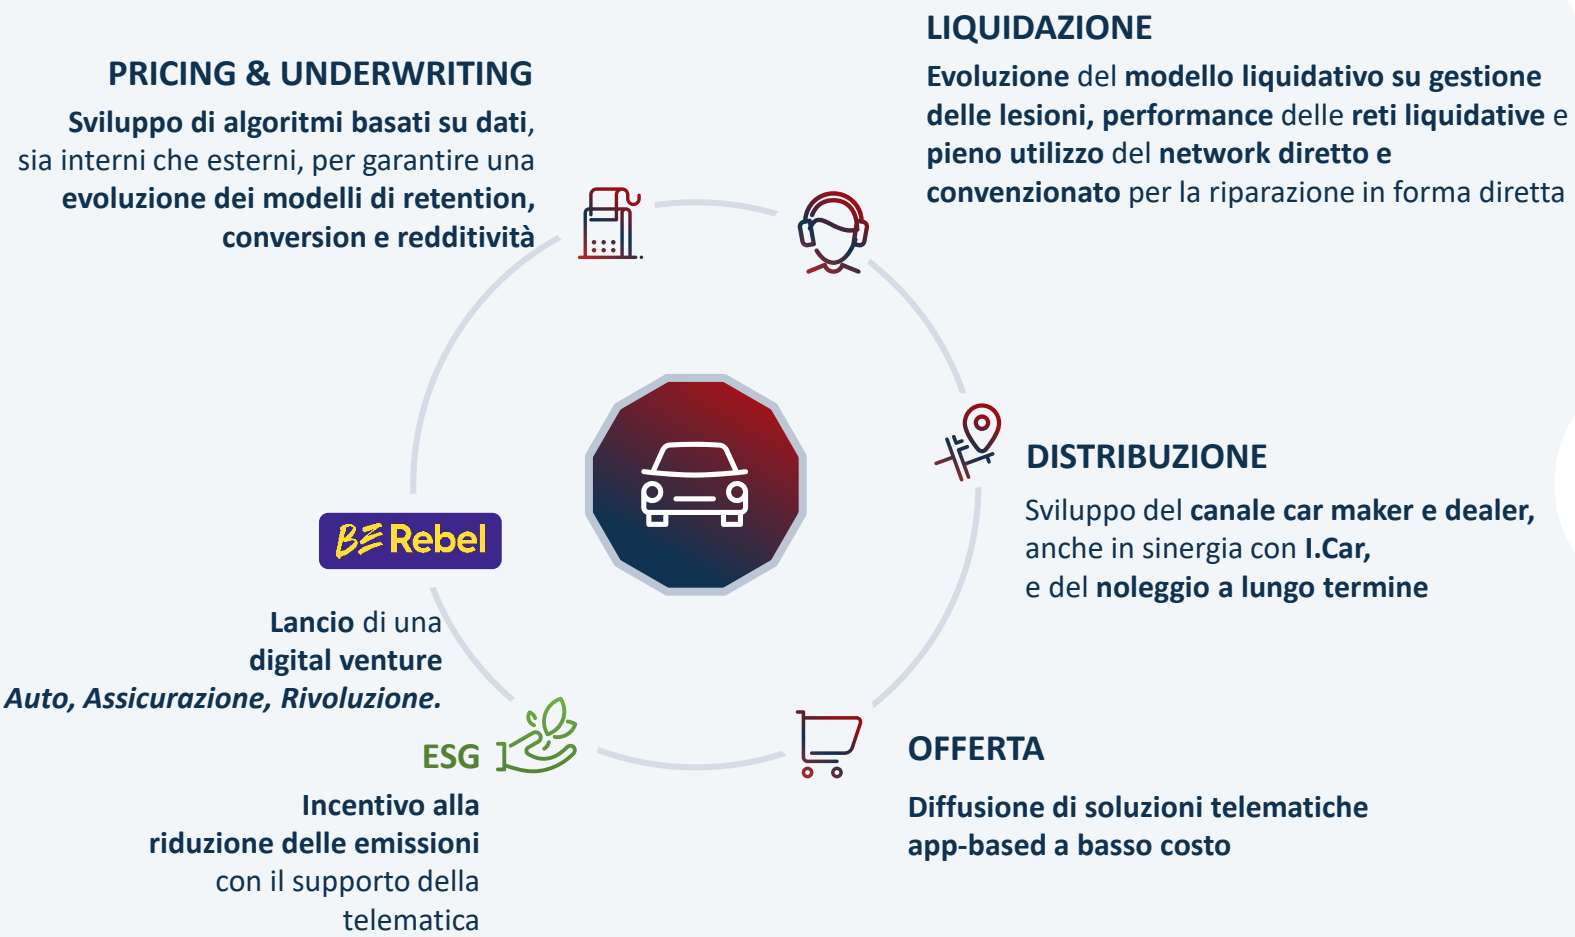 PRICING & UNDERWRITING
Sviluppo di algoritmi basati su dati,
sia interni che esterni, per garantire una
evoluzione dei modelli di retention,
conversion e redditività
LIQUIDAZIONE
Evoluzione del modello liquidativo su gestione
delle lesioni, performance delle reti liquidative e
pieno utilizzo del network diretto e
convenzionato per la riparazione in forma diretta
DISTRIBUZIONE
Sviluppo del canale car maker e dealer,
anche in sinergia con I.Car,
e del noleggio a lungo termine
BE Rebel
Lancio di una
digital venture
Auto, Assicurazione, Rivoluzione.
ESG
Incentivo alla
riduzione delle emissioni
con il supporto della
telematica
OFFERTA
Diffusione di soluzioni telematiche
app-based a basso costo